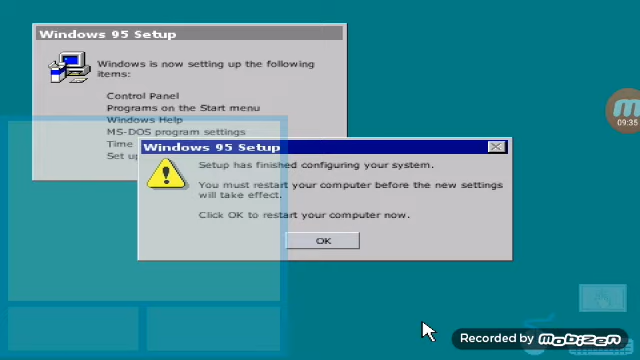 Windows 95 Setup
Windows is now setting up the following
items:
Control Panel
Programs on the Start menu
Windows Help
MS-DOS program settings
Time
Set up
Windows 95 Setup
Setup has finished configuring your system.
You must restart your computer before the new settings
will take effect.
Click OK to restart your computer now.
OK
09:35
Recorded by Mobizen